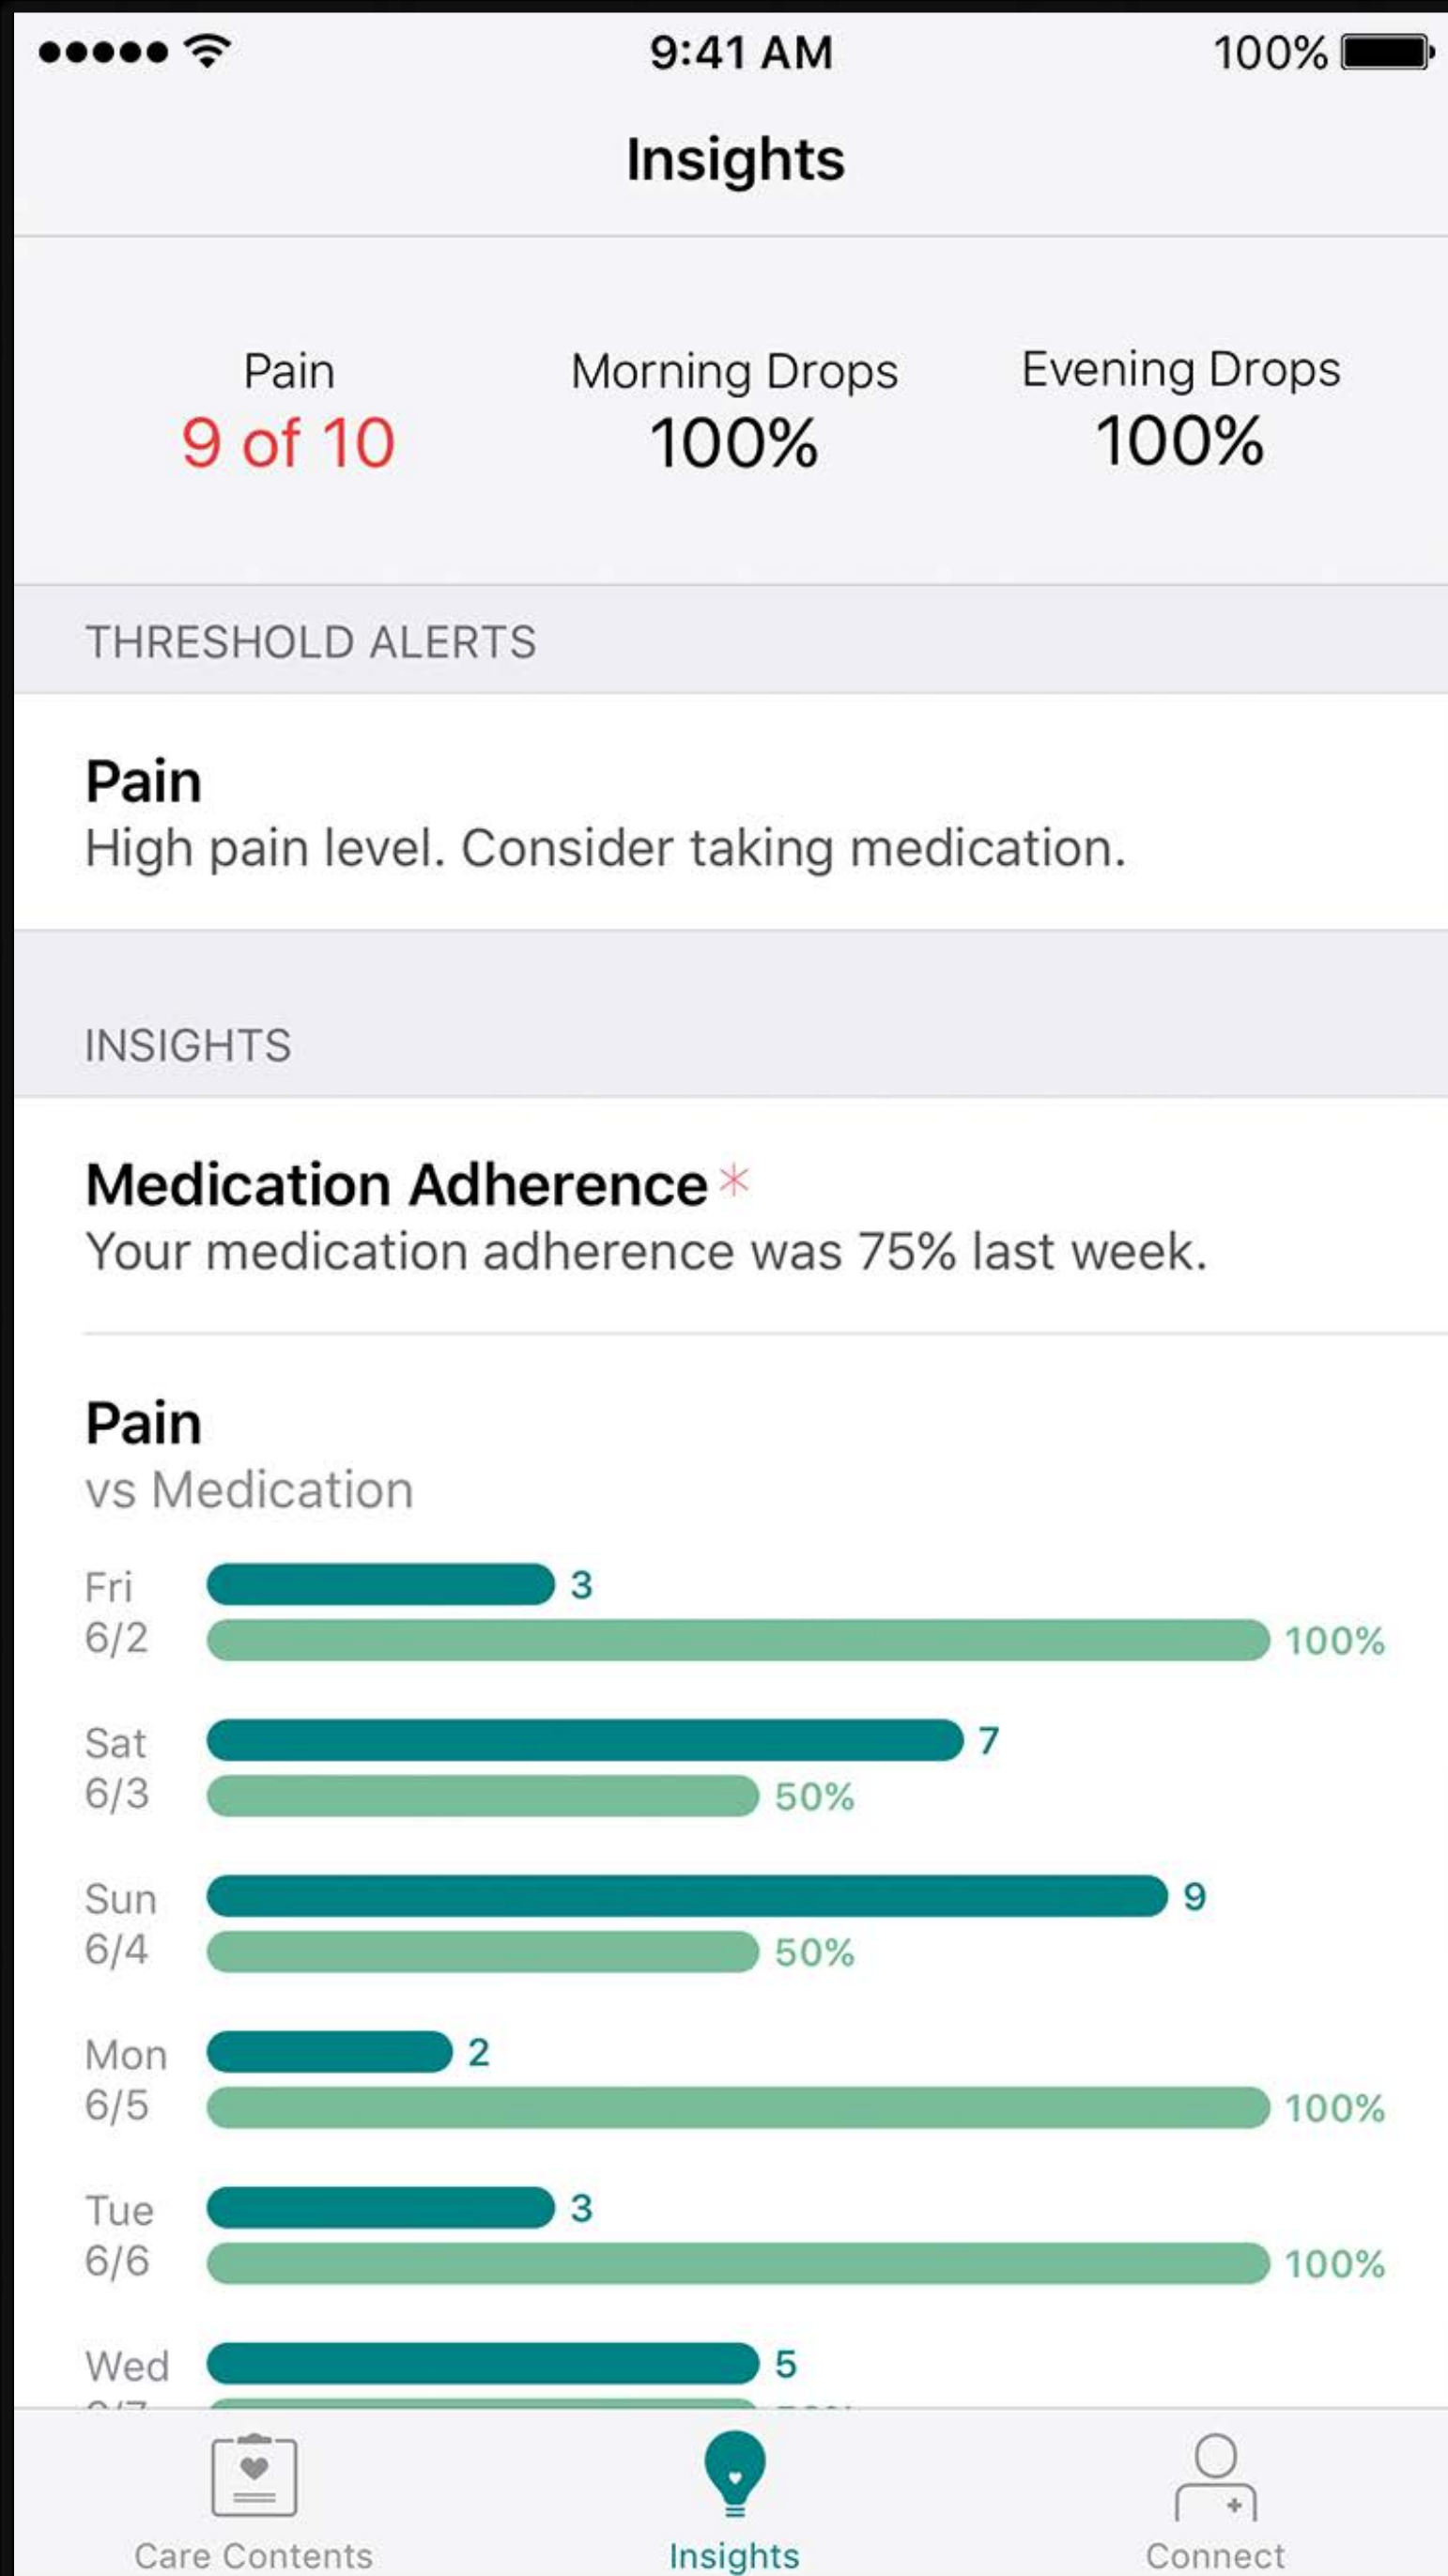 9:41 AM 100%
Insights
Pain Morning Drops Evening Drops
9 of 10 100% 100%
THRESHOLD ALERTS
Pain
High pain level. Consider taking medication.
INSIGHTS
Medication Adherence *
Your medication adherence was 75% last week.
Pain
vs Medication
Fri 3
6/2 100%
Sat 7
6/3 50%
Sun 9
6/4 50%
Mon 2
6/5 100%
Tue 3
6/6 100%
Wed 5
Care Contents Insights Connect